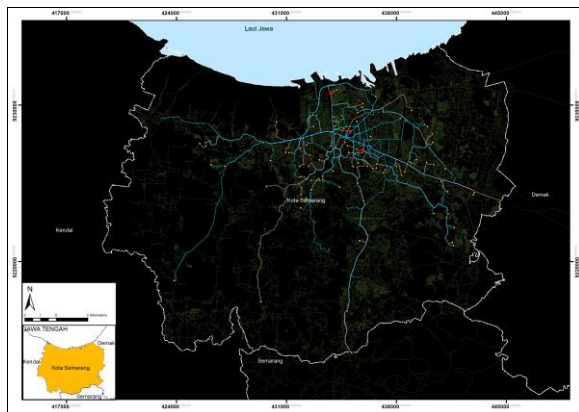 417000 424000 431000 438000 445000
Laut Jawa
Demak
Kendal
Kota Semarang
N
JAWA TENGAH
Demak
Kendal
Kota Semarang
Semarang
Semarang
417000 424000 431000 438000 445000